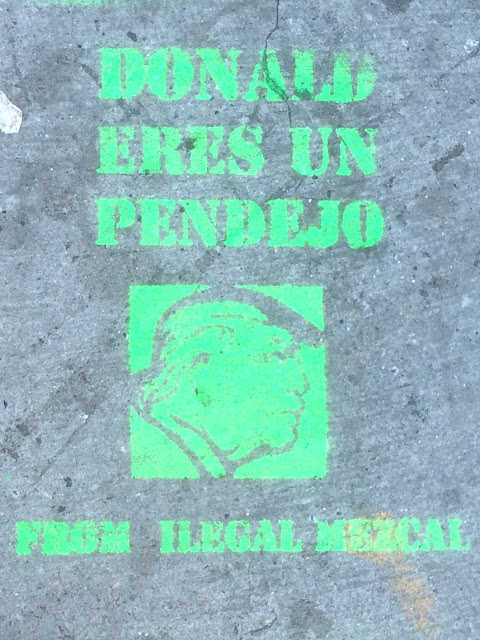 DONALD
ERES UN
PENDEJO
FROM ILEGAL MEZCAL